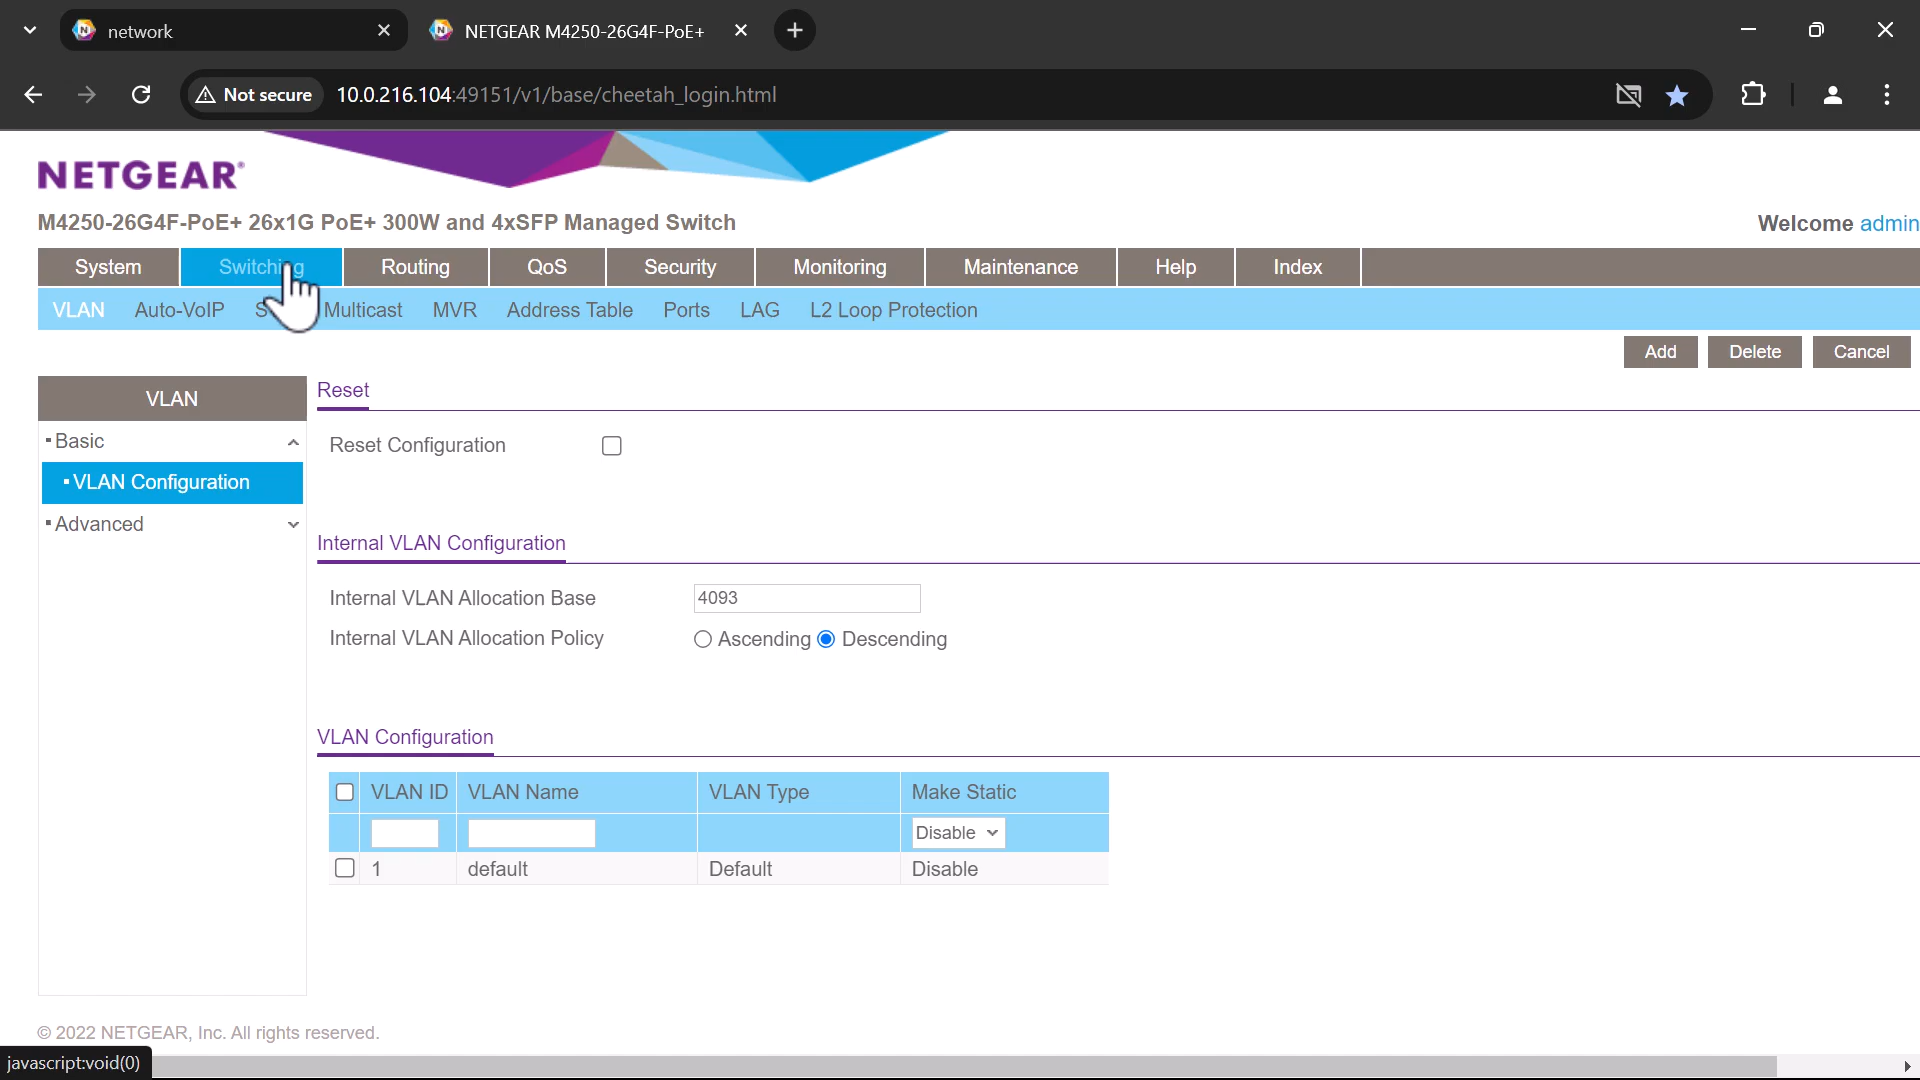 network
NETGEAR M4250-26G4F-PoE+
Not secure
10.0.216.104:49151/v1/base/cheetah_login.html
NETGEAR®
M4250-26G4F-PoE+ 26x1G PoE+ 300W and 4xSFP Managed Switch
Welcome admin
System Switching Routing QoS Security Monitoring Maintenance Help Index
VLAN Auto-VoIP Multicast MVR Address Table Ports LAG L2 Loop Protection
Add Delete Cancel
VLAN
Basic
VLAN Configuration
Advanced
Reset
Reset Configuration
Internal VLAN Configuration
Internal VLAN Allocation Base 4093
Internal VLAN Allocation Policy Ascending Descending
VLAN Configuration
VLAN ID VLAN Name VLAN Type Make Static
Disable
1 default Default Disable
© 2022 NETGEAR, Inc. All rights reserved.
javascript:void(0)